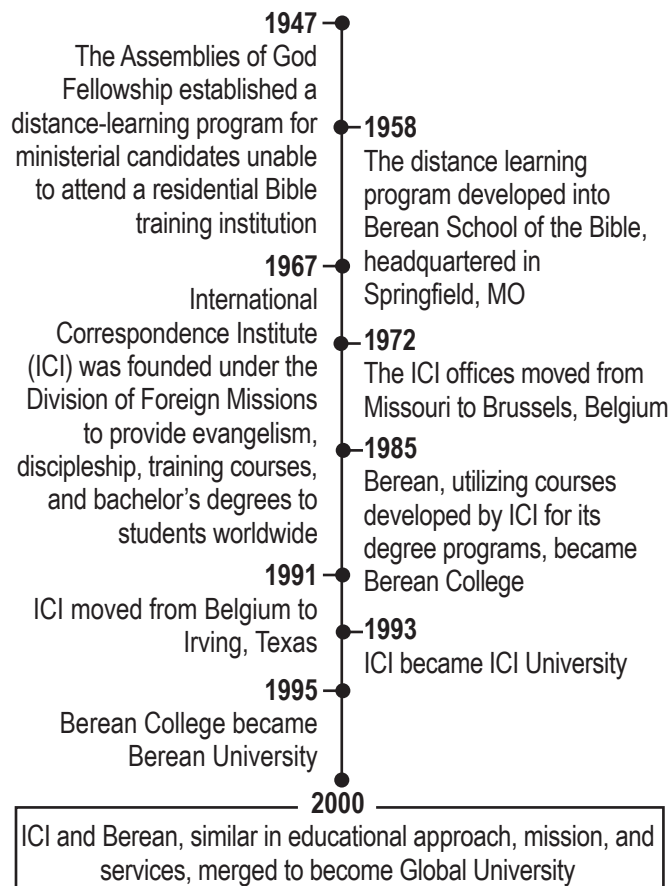 1947
The Assemblies of God
Fellowship established a
distance-learning program for
ministerial candidates unable
to attend a residential Bible
training institution
1958
The distance learning
program developed into
Berean School of the Bible,
headquartered in
Springfield, MO
1967
International
Correspondence Institute
(ICI) was founded under the
Division of Foreign Missions
to provide evangelism,
discipleship, training courses,
and bachelor’s degrees to
students worldwide
1972
The ICI offices moved from
Missouri to Brussels, Belgium
1985
Berean, utilizing courses
developed by ICI for its
degree programs, became
Berean College
1991
ICI moved from Belgium to
Irving, Texas
1993
ICI became ICI University
1995
Berean College became
Berean University
2000
ICI and Berean, similar in educational approach, mission, and
services, merged to become Global University